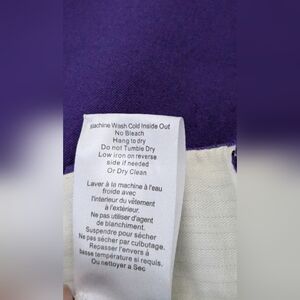 Machine Wash Cold Inside Out
No Bleach
Hang to dry
Do not Tumble Dry
Low iron on reverse
side if needed
Or Dry Clean
Laver à la machine à l'eau
froide avec
l'interieur du vêtement
à l'extérieur.
Ne pas utiliser d'agent
de blanchiment.
Suspendre pour sécher
Ne pas sécher par culbutage.
Repasser l'envers à
basse température si requis.
Ou nettoyer a Sec